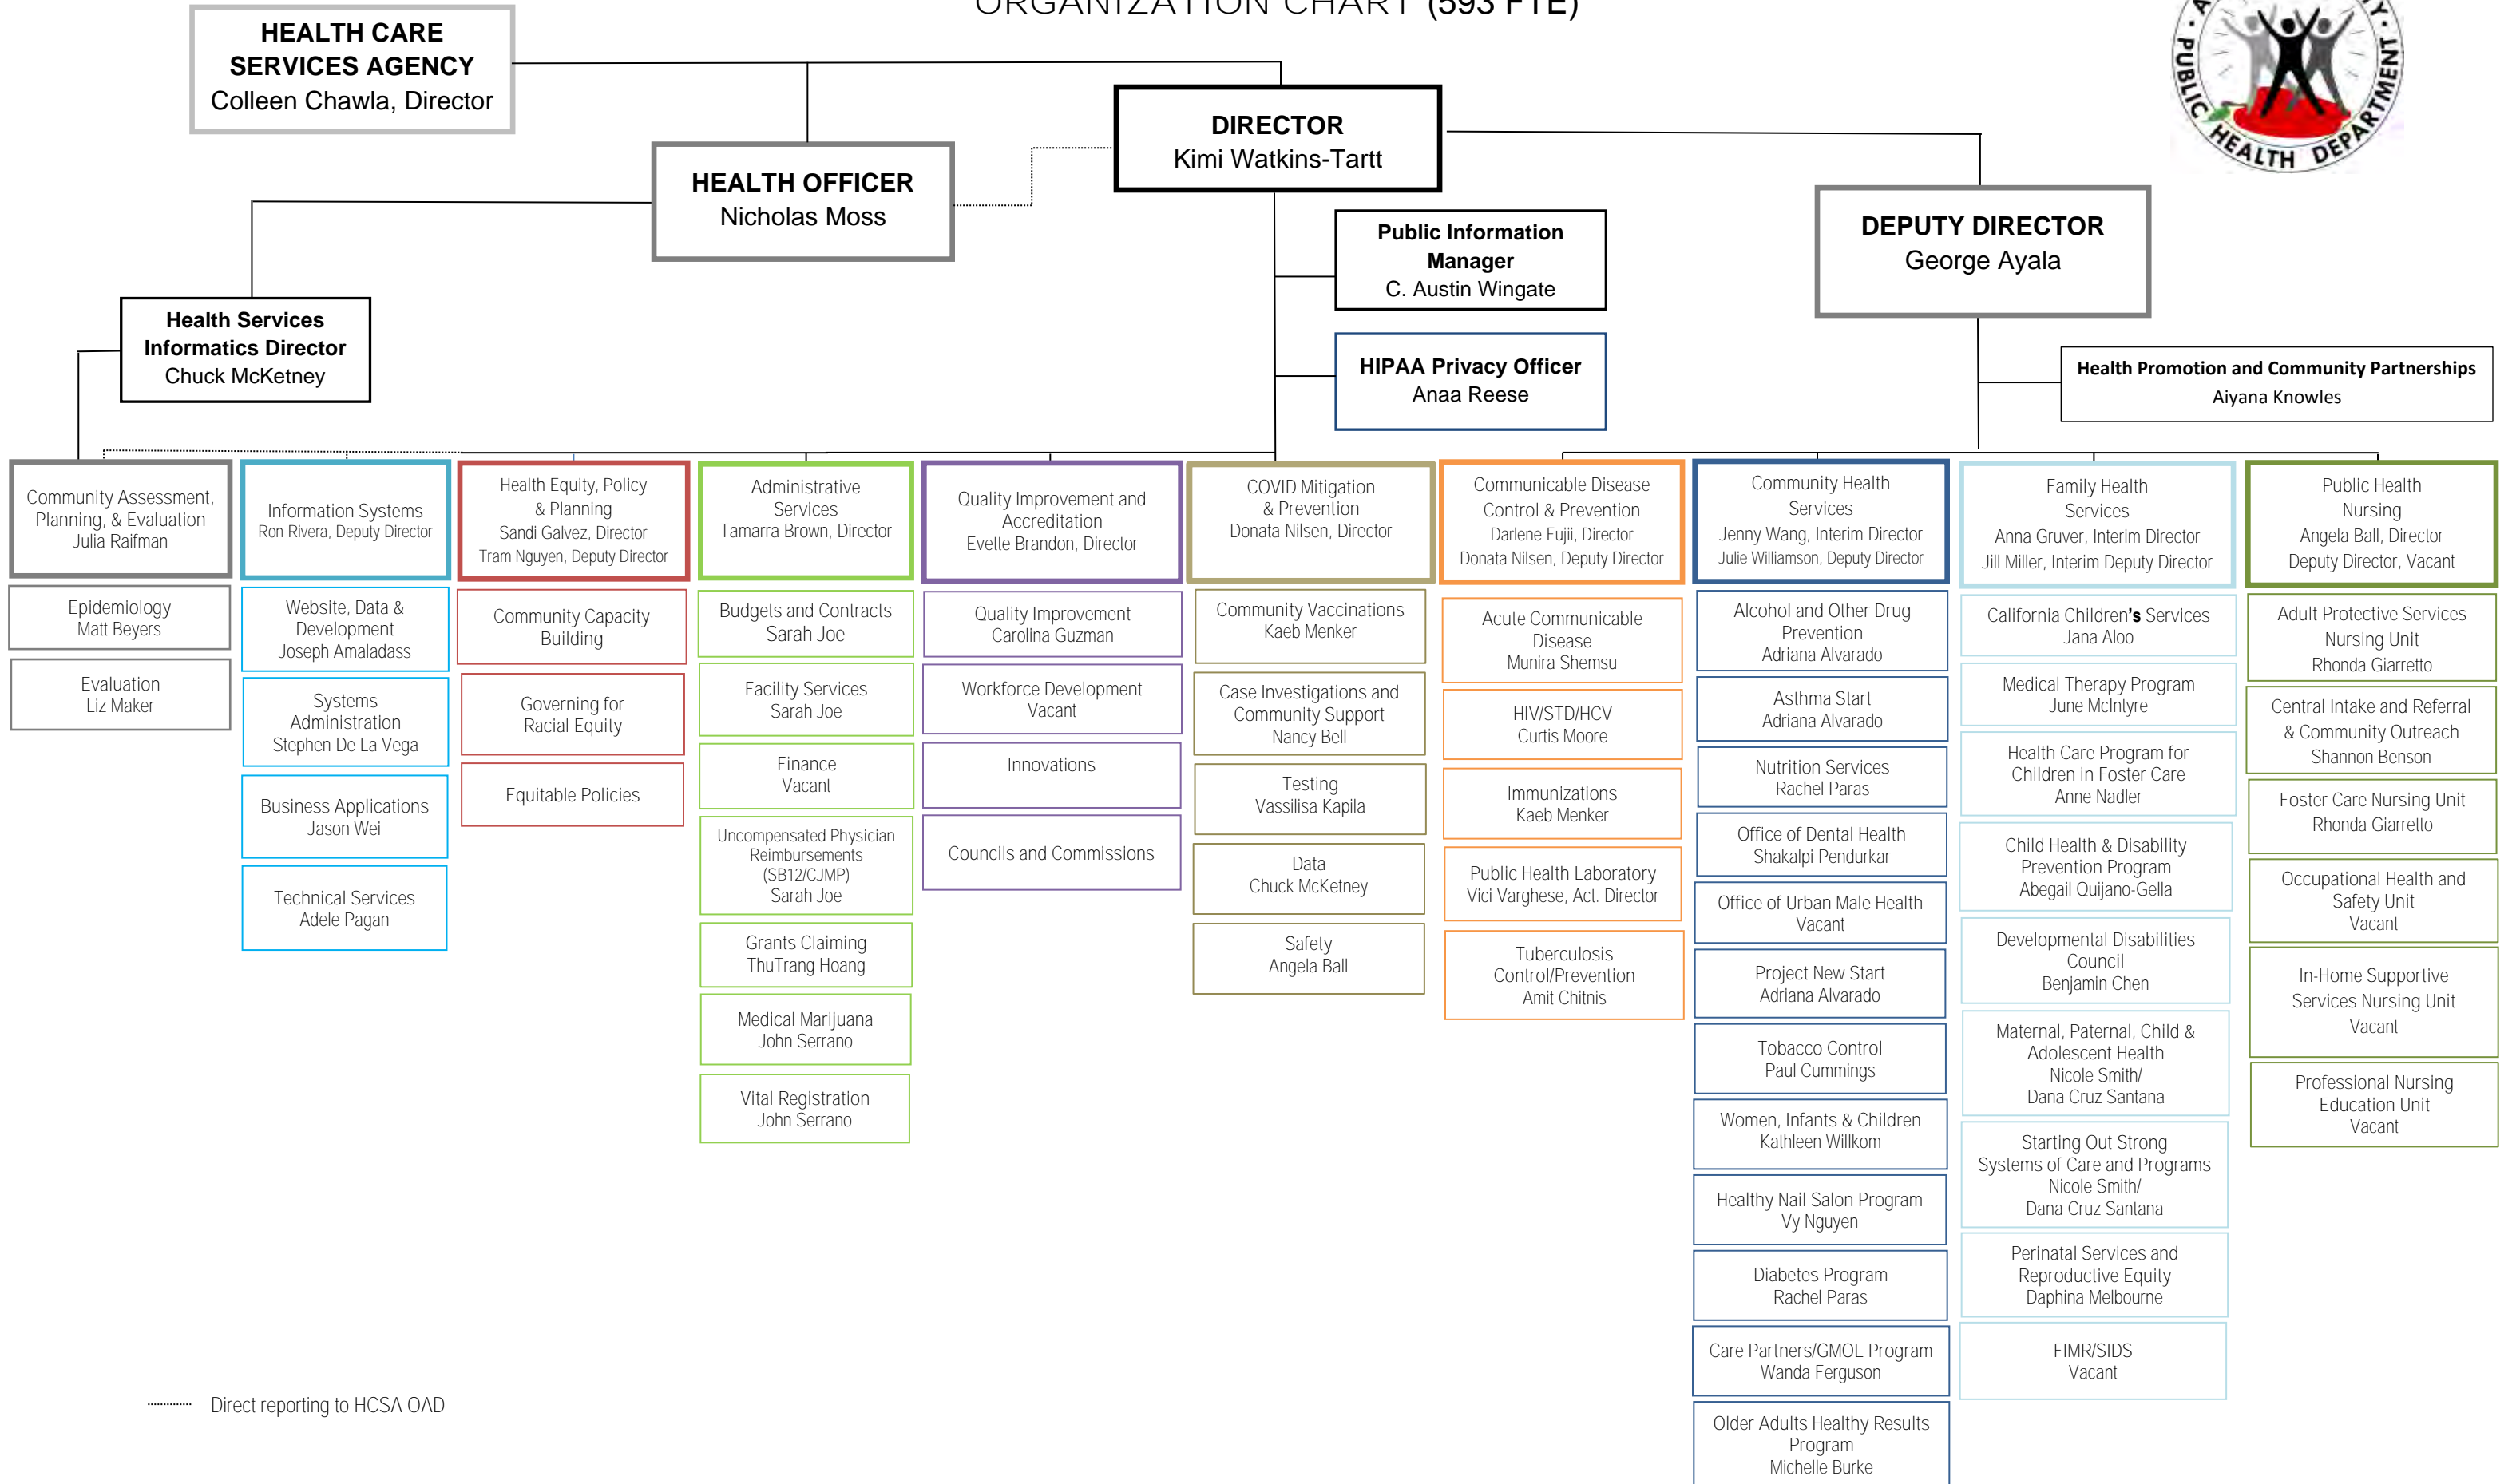 ORGANIZATION CHART (593 FTE)
PUBLIC HEALTH DEPARTMENT
HEALTH CARE
SERVICES AGENCY
Colleen Chawla, Director
DIRECTOR
Kimi Watkins-Tartt
HEALTH OFFICER
Nicholas Moss
DEPUTY DIRECTOR
George Ayala
Public Information
Manager
C. Austin Wingate
Health Services
Informatics Director
Chuck McKetney
HIPAA Privacy Officer
Anaa Reese
Health Promotion and Community Partnerships
Aiyana Knowles
Community Assessment,
Planning, & Evaluation
Julia Raifman
Epidemiology
Matt Beyers
Evaluation
Liz Maker
Information Systems
Ron Rivera, Deputy Director
Website, Data &
Development
Joseph Amaladass
Systems
Administration
Stephen De La Vega
Business Applications
Jason Wei
Technical Services
Adele Pagan
Health Equity, Policy
& Planning
Sandi Galvez, Director
Tram Nguyen, Deputy Director
Community Capacity
Building
Governing for
Racial Equity
Equitable Policies
Administrative
Services
Tamarra Brown, Director
Budgets and Contracts
Sarah Joe
Facility Services
Sarah Joe
Finance
Vacant
Uncompensated Physician
Reimbursements
(SB12/CJMP)
Sarah Joe
Grants Claiming
ThuTrang Hoang
Medical Marijuana
John Serrano
Vital Registration
John Serrano
Quality Improvement and
Accreditation
Evette Brandon, Director
Quality Improvement
Carolina Guzman
Workforce Development
Vacant
Innovations
Councils and Commissions
COVID Mitigation
& Prevention
Donata Nilsen, Director
Community Vaccinations
Kaeb Menker
Case Investigations and
Community Support
Nancy Bell
Testing
Vassilisa Kapila
Data
Chuck McKetney
Safety
Angela Ball
Communicable Disease
Control & Prevention
Darlene Fujii, Director
Donata Nilsen, Deputy Director
Acute Communicable
Disease
Munira Shemsu
HIV/STD/HCV
Curtis Moore
Immunizations
Kaeb Menker
Public Health Laboratory
Vici Varghese, Act. Director
Tuberculosis
Control/Prevention
Amit Chitnis
Community Health
Services
Jenny Wang, Interim Director
Julie Williamson, Deputy Director
Alcohol and Other Drug
Prevention
Adriana Alvarado
Asthma Start
Adriana Alvarado
Nutrition Services
Rachel Paras
Office of Dental Health
Shakalpi Pendurkar
Office of Urban Male Health
Vacant
Project New Start
Adriana Alvarado
Tobacco Control
Paul Cummings
Women, Infants & Children
Kathleen Willkom
Healthy Nail Salon Program
Vy Nguyen
Diabetes Program
Rachel Paras
Care Partners/GMOL Program
Wanda Ferguson
Older Adults Healthy Results
Program
Michelle Burke
Family Health
Services
Anna Gruver, Interim Director
Jill Miller, Interim Deputy Director
California Children's Services
Jana Aloo
Medical Therapy Program
June McIntyre
Health Care Program for
Children in Foster Care
Anne Nadler
Child Health & Disability
Prevention Program
Abegail Quijano-Gella
Developmental Disabilities
Council
Benjamin Chen
Maternal, Paternal, Child &
Adolescent Health
Nicole Smith/
Dana Cruz Santana
Starting Out Strong
Systems of Care and Programs
Nicole Smith/
Dana Cruz Santana
Perinatal Services and
Reproductive Equity
Daphina Melbourne
FIMR/SIDS
Vacant
Public Health
Nursing
Angela Ball, Director
Deputy Director, Vacant
Adult Protective Services
Nursing Unit
Rhonda Giarretto
Central Intake and Referral
& Community Outreach
Shannon Benson
Foster Care Nursing Unit
Rhonda Giarretto
Occupational Health and
Safety Unit
Vacant
In-Home Supportive
Services Nursing Unit
Vacant
Professional Nursing
Education Unit
Vacant
Direct reporting to HCSA OAD